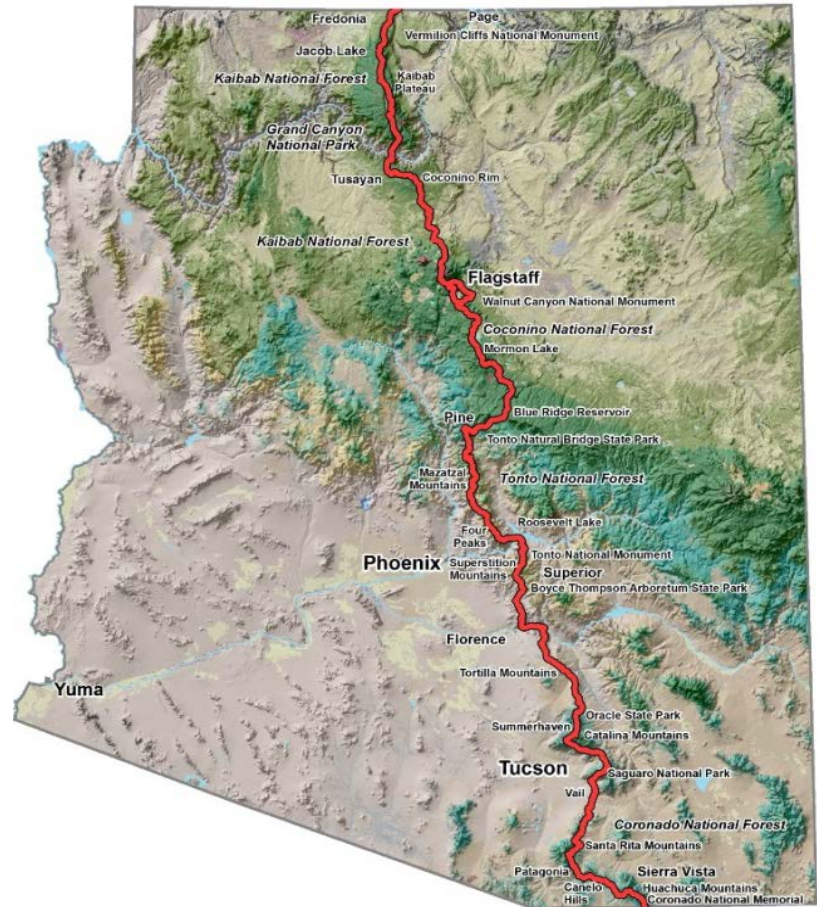 Fredonia
Page
Vermilion Cliffs National Monument
Jacob Lake
Kaibab National Forest
Kaibab
Plateau
Grand Canyon
National Park
Tusayan
Coconino Rim
Kaibab National Forest
Flagstaff
Walnut Canyon National Monument
Coconino National Forest
Mormon Lake
Blue Ridge Reservoir
Pine
Tonto Natural Bridge State Park
Mazatzal
Mountains
Tonto National Forest
Roosevelt Lake
Four
Peaks
Tonto National Monument
Phoenix
Superstition
Mountains
Superior
Boyce Thompson Arboretum State Park
Florence
Tortilla Mountains
Yuma
Oracle State Park
Summerhaven
Catalina Mountains
Tucson
Saguaro National Park
Vail
Coronado National Forest
Santa Rita Mountains
Patagonia
Sierra Vista
Canelo
Hills
Huachuca Mountains
Coronado National Memorial